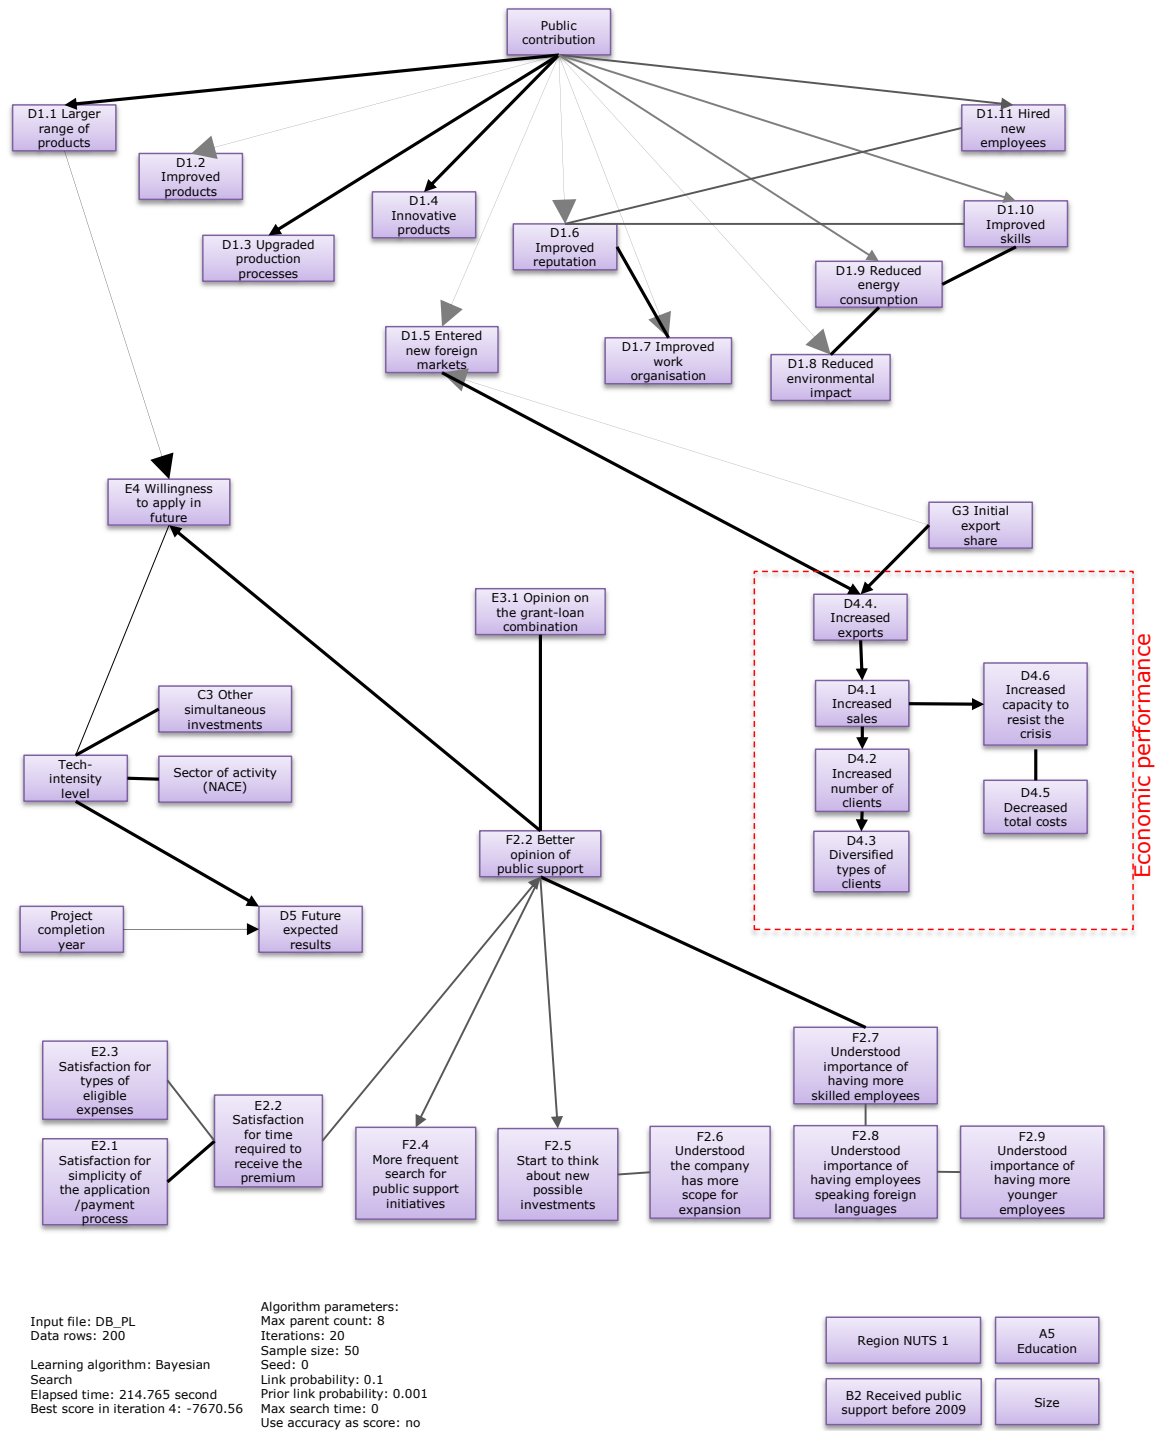 Public
contribution
D1.1 Larger
range of
products
D1.2
Improved
products
D1.3 Upgraded
production
processes
D1.4
Innovative
products
D1.5 Entered
new foreign
markets
D1.6
Improved
reputation
D1.7 Improved
work
organisation
D1.8 Reduced
environmental
impact
D1.9 Reduced
energy
consumption
D1.10
Improved
skills
D1.11 Hired
new
employees
E4 Willingness
to apply in
future
G3 Initial
export
share
E3.1 Opinion on
the grant-loan
combination
D4.4.
Increased
exports
D4.1
Increased
sales
D4.2
Increased
number of
clients
D4.3
Diversified
types of
clients
D4.6
Increased
capacity to
resist the
crisis
D4.5
Decreased
total costs
Economic performance
C3 Other
simultaneous
investments
Tech-
intensity
level
Sector of activity
(NACE)
F2.2 Better
opinion of
public support
Project
completion
year
D5 Future
expected
results
E2.3
Satisfaction for
types of
eligible
expenses
E2.1
Satisfaction for
simplicity of
the application
/payment
process
E2.2
Satisfaction
for time
required to
receive the
premium
F2.4
More frequent
search for
public support
initiatives
F2.5
Start to think
about new
possible
investments
F2.6
Understood
the company
has more
scope for
expansion
F2.7
Understood
importance of
having more
skilled employees
F2.8
Understood
importance of
having employees
speaking foreign
languages
F2.9
Understood
importance of
having more
younger
employees
Input file: DB_PL
Data rows: 200
Learning algorithm: Bayesian
Search
Elapsed time: 214.765 second
Best score in iteration 4: -7670.56
Algorithm parameters:
Max parent count: 8
Iterations: 20
Sample size: 50
Seed: 0
Link probability: 0.1
Prior link probability: 0.001
Max search time: 0
Use accuracy as score: no
Region NUTS 1
A5
Education
B2 Received public
support before 2009
Size